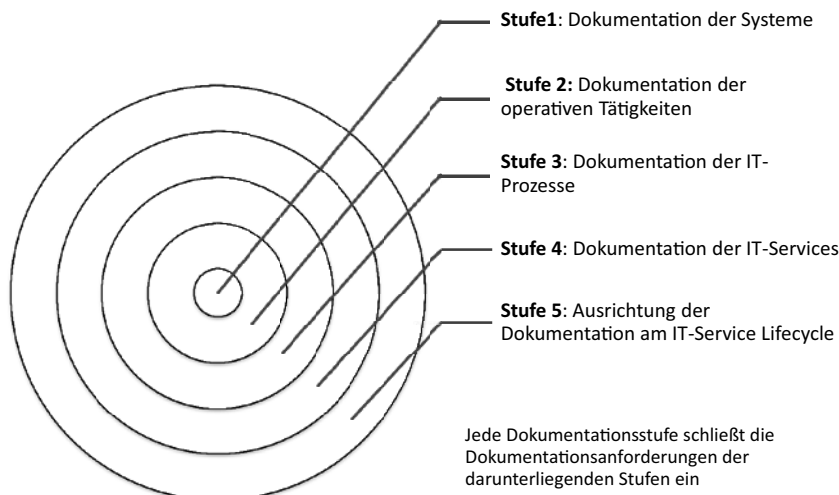 Stufe1: Dokumentation der Systeme
Stufe 2: Dokumentation der
operativen Tätigkeiten
Stufe 3: Dokumentation der IT-
Prozesse
Stufe 4: Dokumentation der IT-Services
Stufe 5: Ausrichtung der
Dokumentation am IT-Service Lifecycle
Jede Dokumentationsstufe schließt die
Dokumentationsanforderungen der
darunterliegenden Stufen ein